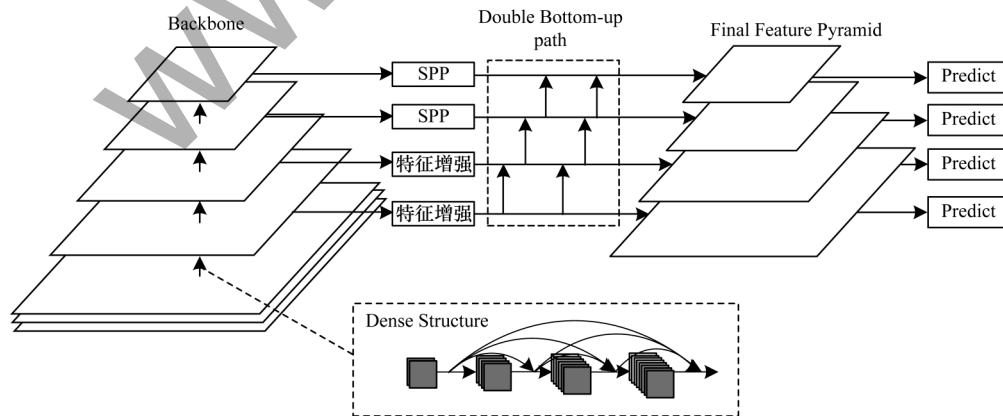 Backbone
Double Bottom-up
path
Final Feature Pyramid
SPP
Predict
SPP
Predict
特征增强
Predict
特征增强
Predict
Dense Structure